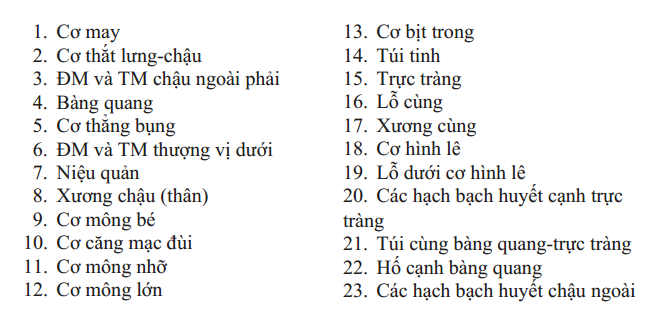 1. Cơ may
2. Cơ thắt lưng-chậu
3. ĐM và TM chậu ngoài phải
4. Bàng quang
5. Cơ thẳng bụng
6. ĐM và TM thượng vị dưới
7. Niệu quản
8. Xương chậu (thân)
9. Cơ mông bé
10. Cơ căng mạc đùi
11. Cơ mông nhỡ
12. Cơ mông lớn
13. Cơ bịt trong
14. Túi tinh
15. Trực tràng
16. Lỗ cùng
17. Xương cùng
18. Cơ hình lê
19. Lỗ dưới cơ hình lê
20. Các hạch bạch huyết cạnh trực
tràng
21. Túi cùng bàng quang-trực tràng
22. Hố cạnh bàng quang
23. Các hạch bạch huyết chậu ngoài